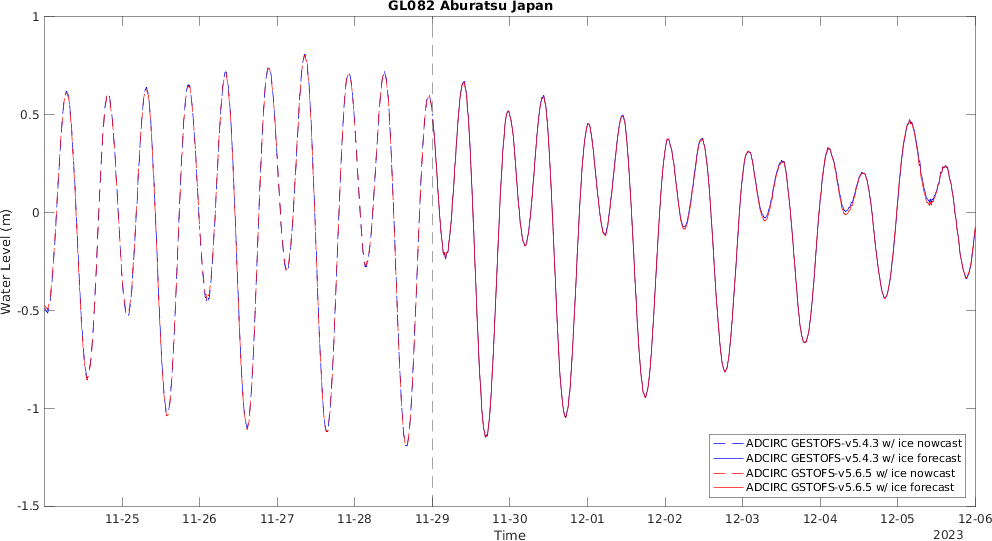 GL082 Aburatsu Japan
1
0.5
0
-0.5
-1
-1.5
Water Level (m)
11-25 11-26 11-27 11-28 11-29 11-30 12-01 12-02 12-03 12-04 12-05 12-06
Time
2023
ADCIRC GESTOFS-v5.4.3 w/ ice nowcast
ADCIRC GESTOFS-v5.4.3 w/ ice forecast
ADCIRC GSTOFS-v5.6.5 w/ ice nowcast
ADCIRC GSTOFS-v5.6.5 w/ ice forecast